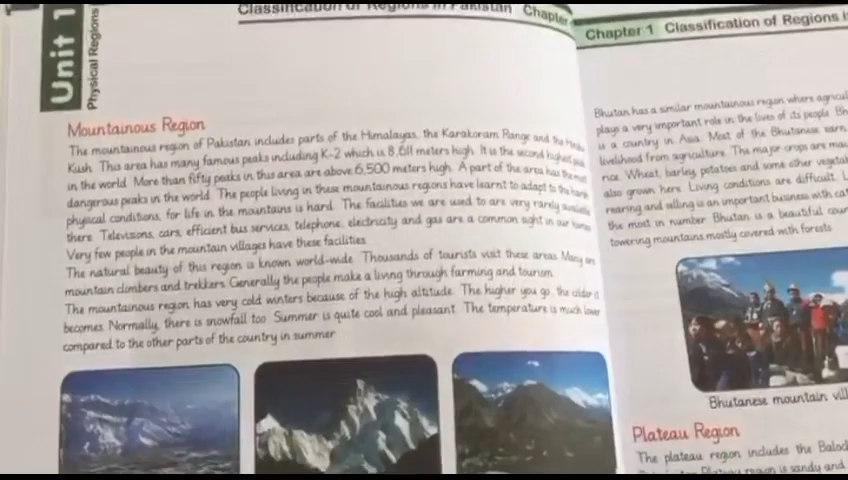 Unit 1
Physical Regions
Classification of Regions in Pakistan Chapter
Mountainous Region
The mountainous region of Pakistan includes parts of the Himalayas, the Karakoram Range and the Hindu
Kush. This area has many famous peaks including K-2 which is 8,611 meters high. It is the second highest peak
in the world. More than fifty peaks in this area are above 6,500 meters high. A part of the area has the most
dangerous peaks in the world. The people living in these mountainous regions have learnt to adapt to the harsh
physical conditions, for life in the mountains is hard. The facilities we are used to are very rarely available
there. Televisions, cars, efficient bus services, telephone, electricity and gas are a common sight in our homes
Very few people in the mountain villages have these facilities
The natural beauty of this region is known world-wide. Thousands of tourists visit these areas. Many are
mountain climbers and trekkers. Generally the people make a living through farming and tourism
The mountainous region has very cold winters because of the high altitude. The higher you go, the colder it
becomes. Normally, there is snowfall too. Summer is quite cool and pleasant. The temperature is much lower
compared to the other parts of the country in summer
Chapter 1 Classification of Regions i
Bhutan has a similar mountainous region where agricul
plays a very important role in the lives of its people. Bh
is a country in Asia. Most of the Bhutanese earn
livelihood from agriculture. The major crops are mai
rice. Wheat, barley, potatoes and some other vegetab
also grown here. Living conditions are difficult. L
rearing and selling is an important business with cat
the most in number. Bhutan is a beautiful coun
towering mountains mostly covered with forests
Bhutanese mountain vill
Plateau Region
The plateau region includes the Baloc
Plateau region is sandy and